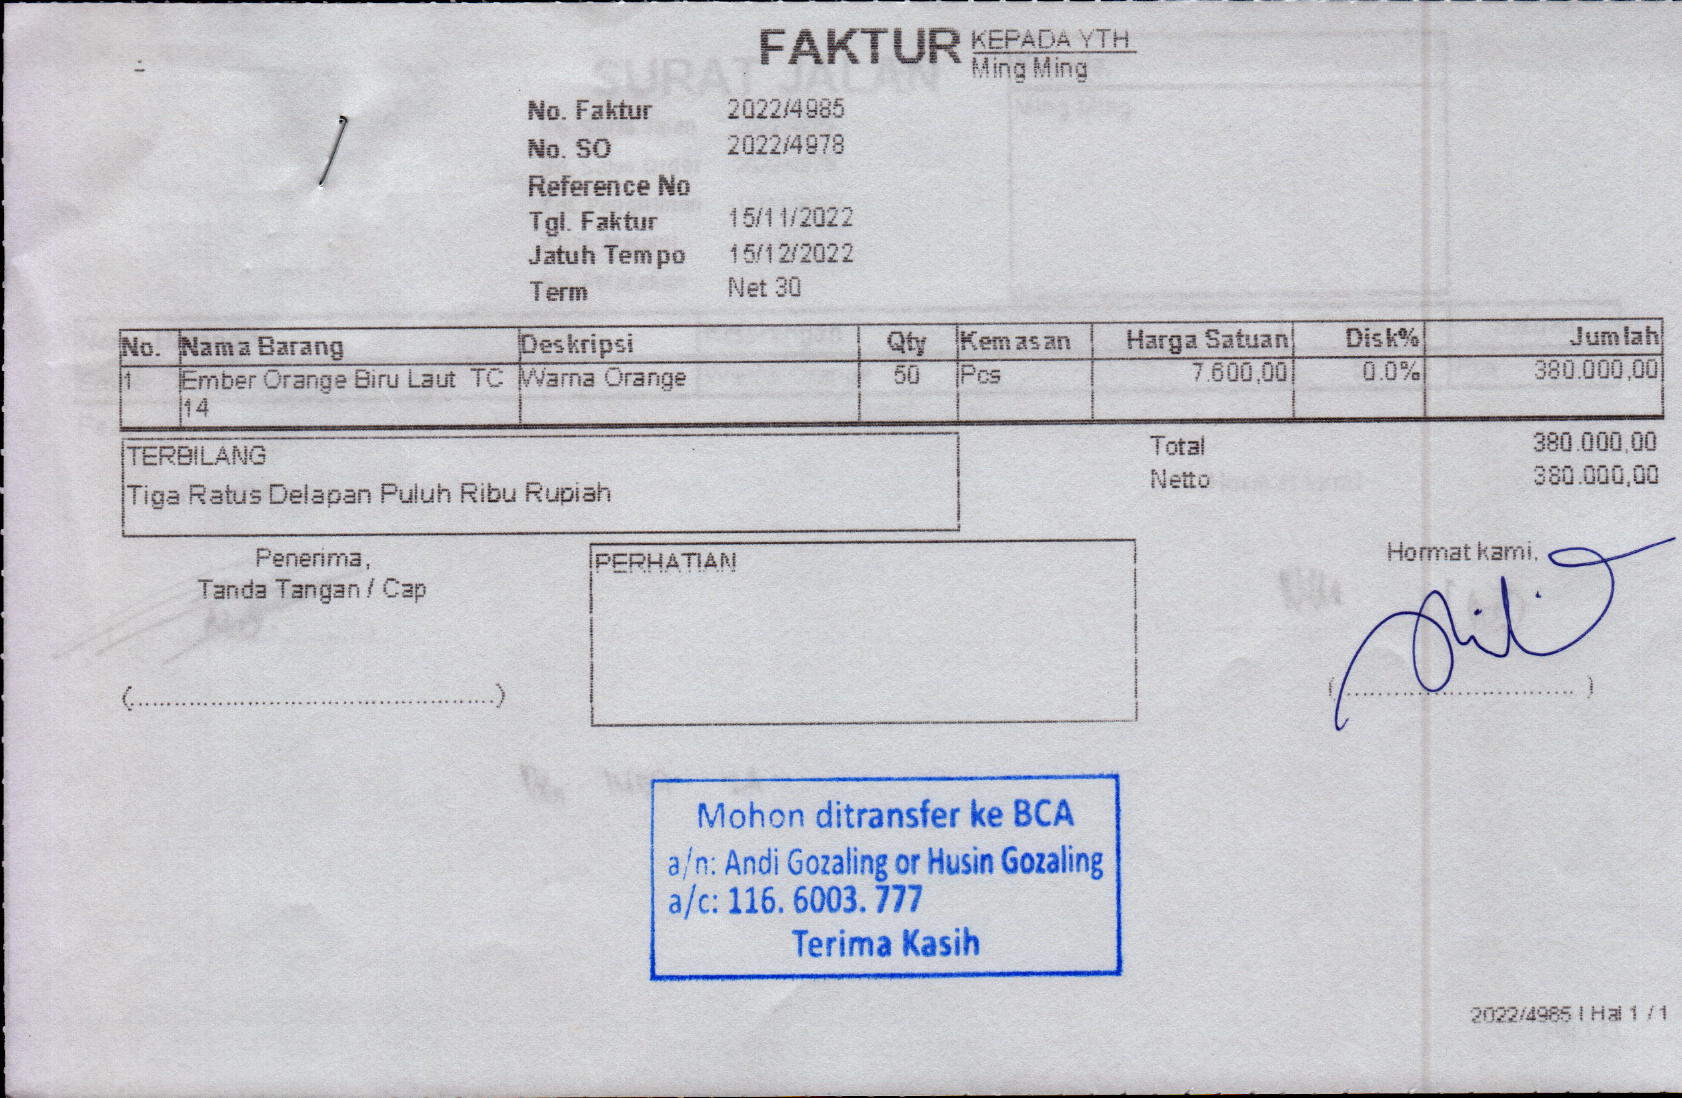 FAKTUR
KEPADA YTH
Ming Ming
No. Faktur 2022/4985
No. SO 2022/4978
Reference No
Tgl. Faktur 15/11/2022
Jatuh Tempo 15/12/2022
Term Net 30
No. Nama Barang Deskripsi Qty Kemasan Harga Satuan Disk% Jumlah
1 Ember Orange Biru Laut TC Warna Orange 50 Pcs 7.600,00 0.0% 380.000,00
14
TERBILANG
Tiga Ratus Delapan Puluh Ribu Rupiah
Total 380.000,00
Netto 380.000,00
Penerima,
Tanda Tangan / Cap
PERHATIAN
Hormat kami,
(................................................)
(.............................. )
Mohon ditransfer ke BCA
a/n: Andi Gozaling or Husin Gozaling
a/c: 116. 6003. 777
Terima Kasih
2022/4985 | Hal 1 / 1
SURAT JALAN
Ming Ming